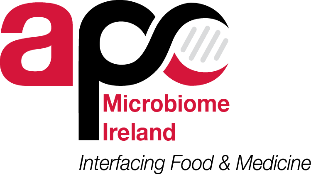 apc
Microbiome
Ireland
Interfacing Food & Medicine